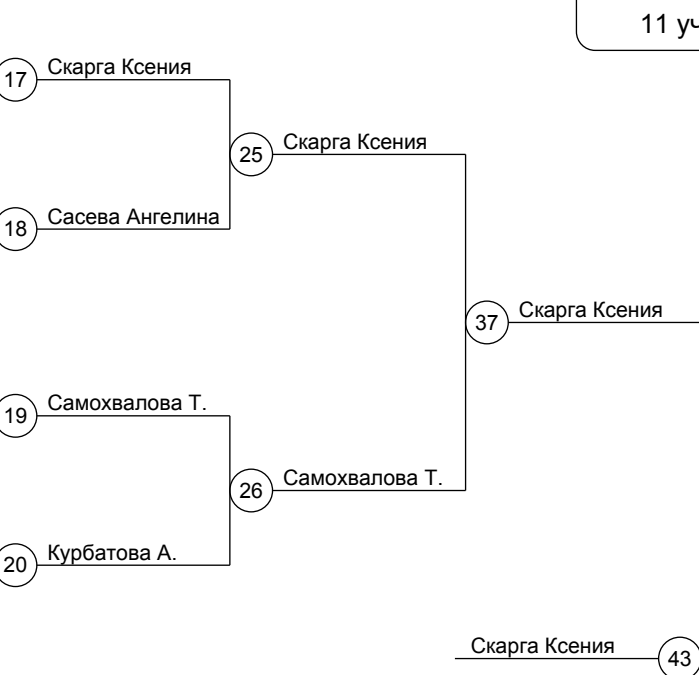 11
17 Скарга Ксения
25 Скарга Ксения
18 Сасева Ангелина
37 Скарга Ксения
19 Самохвалова Т.
26 Самохвалова Т.
20 Курбатова А.
Скарга Ксения 43